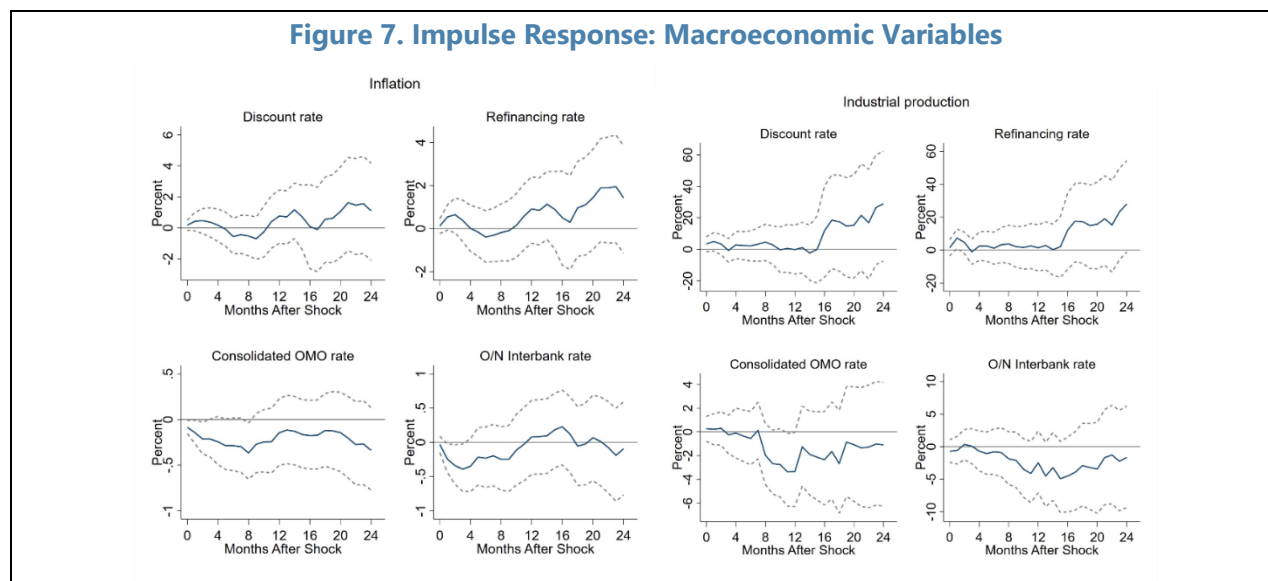 Figure 7. Impulse Response: Macroeconomic Variables
Inflation
Discount rate
Percent
-2 0 2 4 6
0 4 8 12 16 20 24
Months After Shock
Refinancing rate
Percent
-2 0 2 4
0 4 8 12 16 20 24
Months After Shock
Consolidated OMO rate
Percent
-1 -.5 0 .5
0 4 8 12 16 20 24
Months After Shock
O/N Interbank rate
Percent
-1 -.5 0 .5 1
0 4 8 12 16 20 24
Months After Shock
Industrial production
Discount rate
Percent
-20 0 20 40 60
0 4 8 12 16 20 24
Months After Shock
Refinancing rate
Percent
-20 0 20 40 60
0 4 8 12 16 20 24
Months After Shock
Consolidated OMO rate
Percent
-6 -4 -2 0 2 4
0 4 8 12 16 20 24
Months After Shock
O/N Interbank rate
Percent
-10 -5 0 5 10
0 4 8 12 16 20 24
Months After Shock